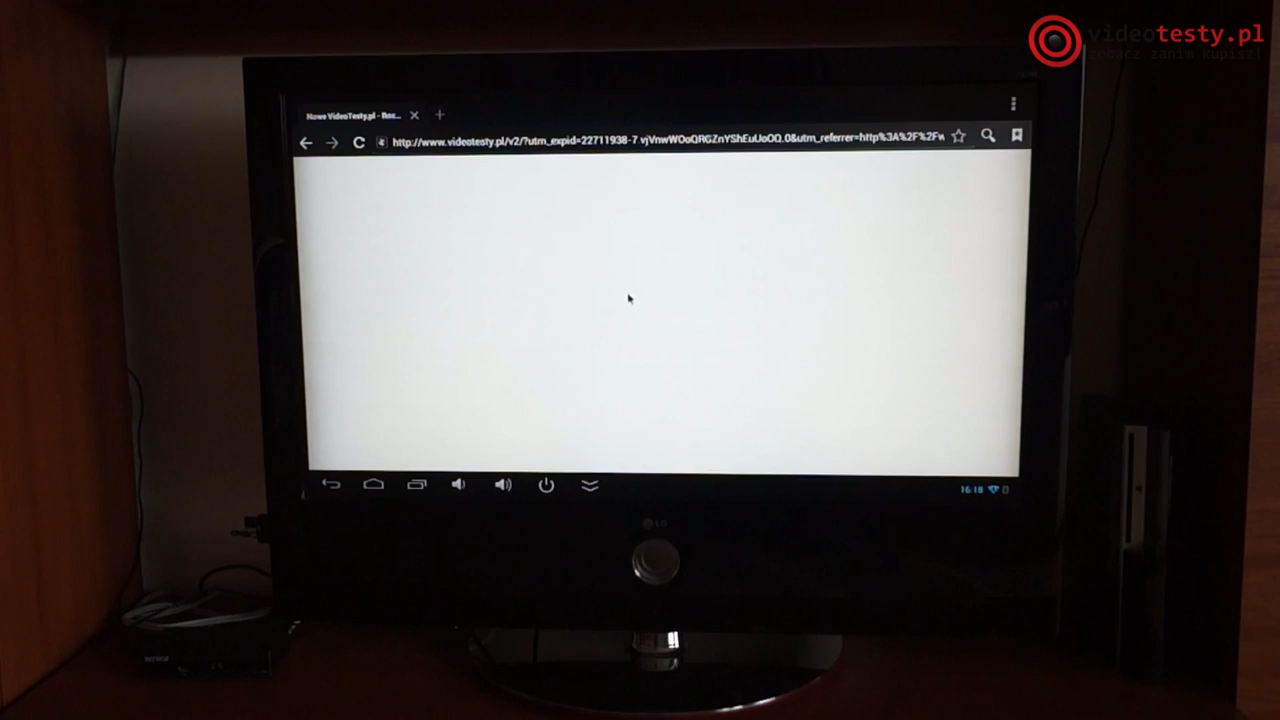 videotesty.pl
zobacz zanim kupisz!
Nowe VideoTesty.pl - Ros...
http://www.videotesty.pl/v2/?utm_expid=22711938-7.vjVnwWOoQRGZnYShEuUoOQ.0&utm_referrer=http%3A%2F%2Fw
16:18
LG